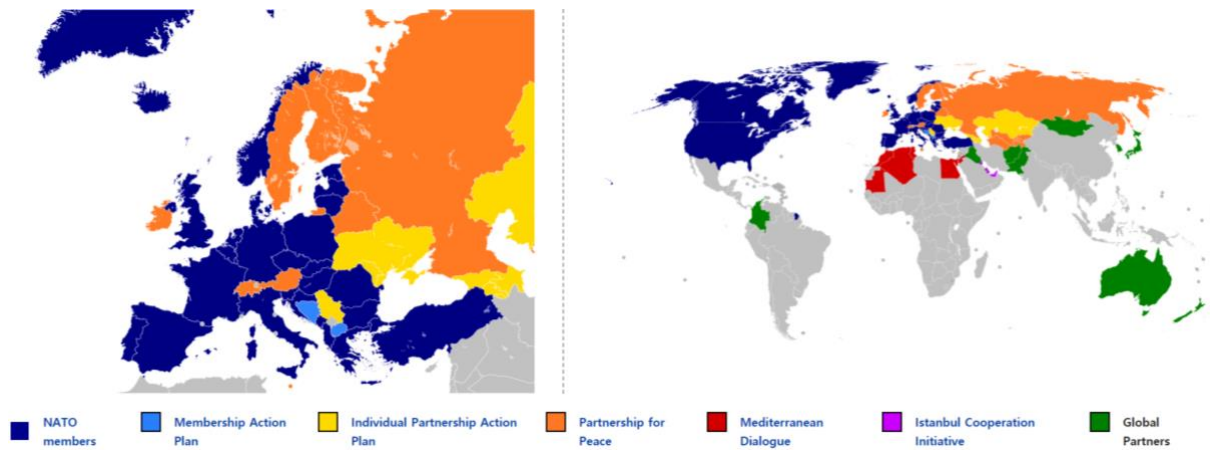 NATO
members
Membership Action
Plan
Individual Partnership Action
Plan
Partnership for
Peace
Mediterranean
Dialogue
Istanbul Cooperation
Initiative
Global
Partners